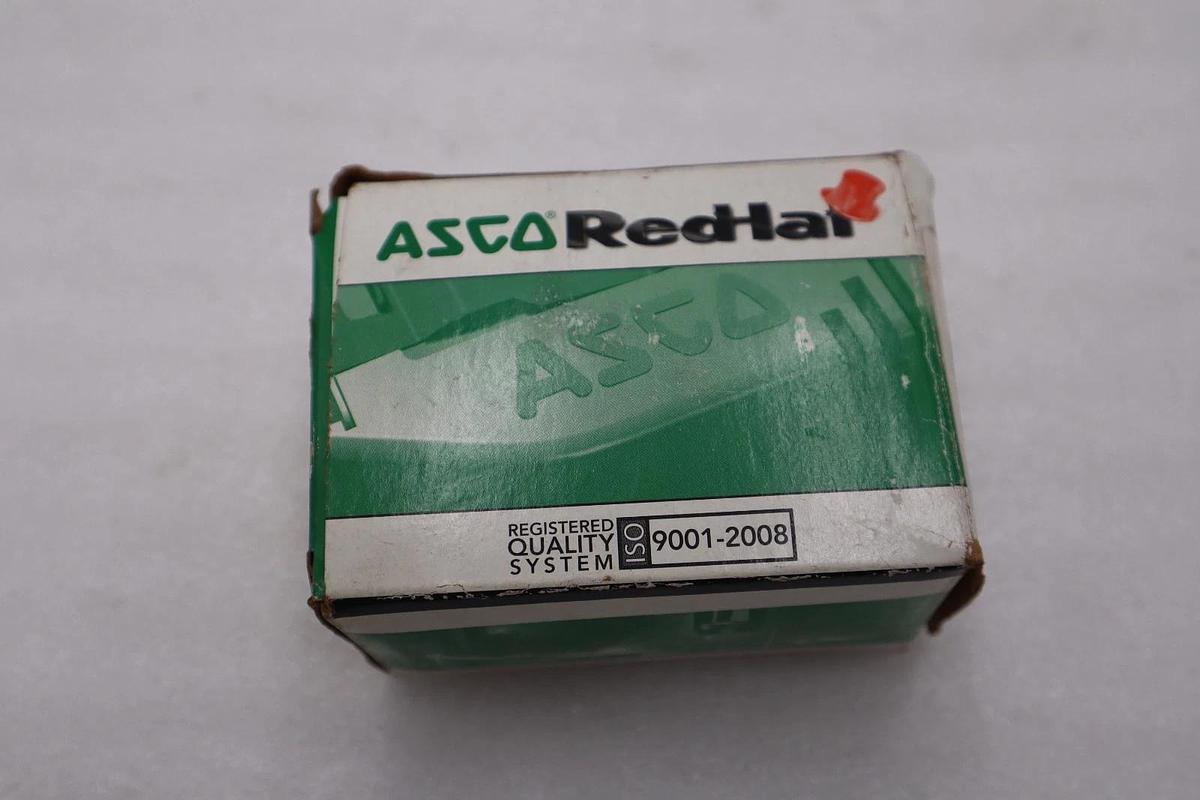 ASCO® RedHat
ASCO
REGISTERED
QUALITY
SYSTEM
ISO 9001-2008